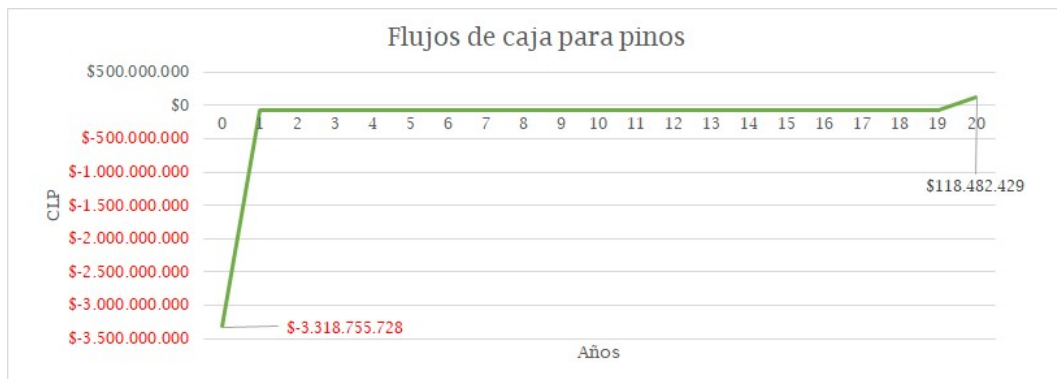 Flujos de caja para pinos
$500.000.000
$0
0 1 2 3 4 5 6 7 8 9 10 11 12 13 14 15 16 17 18 19 20
$-500.000.000
$-1.000.000.000
$118.482.429
CLP
$-1.500.000.000
$-2.000.000.000
$-2.500.000.000
$-3.000.000.000
$-3.318.755.728
$-3.500.000.000
Años